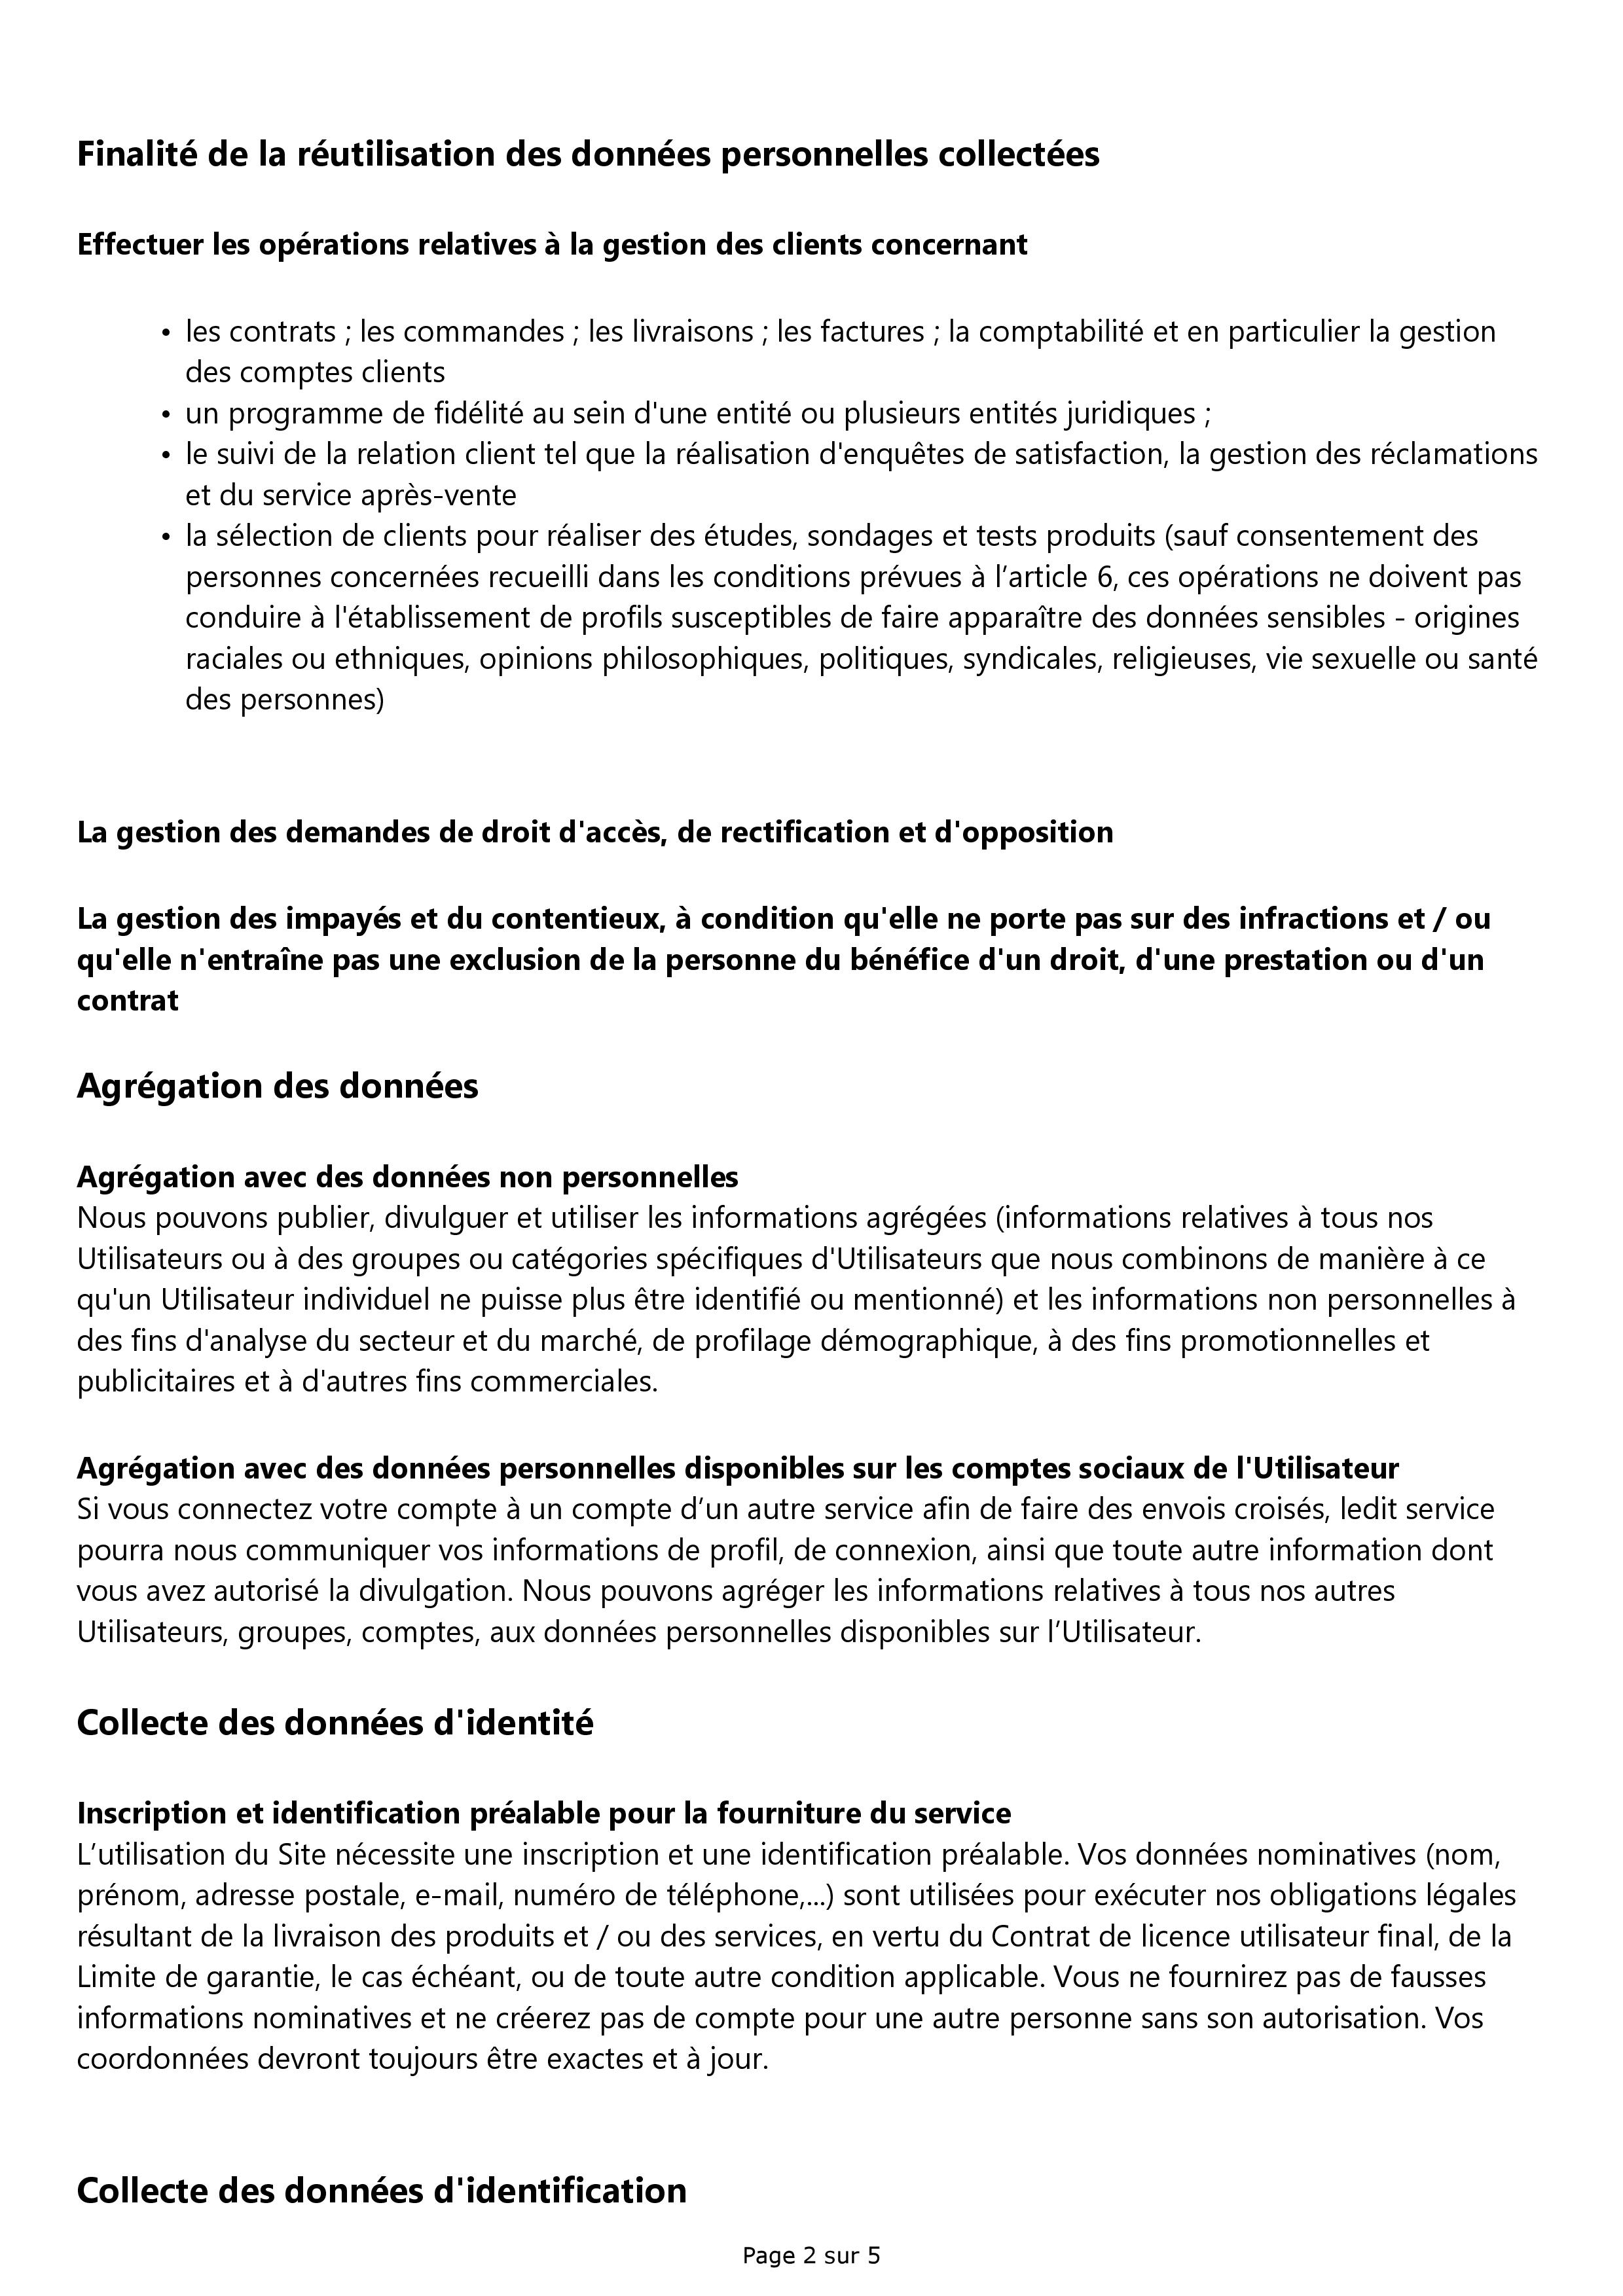 Finalité de la réutilisation des données personnelles collectées
Effectuer les opérations relatives à la gestion des clients concernant
• les contrats ; les commandes ; les livraisons ; les factures ; la comptabilité et en particulier la gestion
des comptes clients
• un programme de fidélité au sein d'une entité ou plusieurs entités juridiques ;
• le suivi de la relation client tel que la réalisation d'enquêtes de satisfaction, la gestion des réclamations
et du service après-vente
• la sélection de clients pour réaliser des études, sondages et tests produits (sauf consentement des
personnes concernées recueilli dans les conditions prévues à l’article 6, ces opérations ne doivent pas
conduire à l'établissement de profils susceptibles de faire apparaître des données sensibles - origines
raciales ou ethniques, opinions philosophiques, politiques, syndicales, religieuses, vie sexuelle ou santé
des personnes)
La gestion des demandes de droit d'accès, de rectification et d'opposition
La gestion des impayés et du contentieux, à condition qu'elle ne porte pas sur des infractions et / ou
qu'elle n'entraîne pas une exclusion de la personne du bénéfice d'un droit, d'une prestation ou d'un
contrat
Agrégation des données
Agrégation avec des données non personnelles
Nous pouvons publier, divulguer et utiliser les informations agrégées (informations relatives à tous nos
Utilisateurs ou à des groupes ou catégories spécifiques d'Utilisateurs que nous combinons de manière à ce
qu'un Utilisateur individuel ne puisse plus être identifié ou mentionné) et les informations non personnelles à
des fins d'analyse du secteur et du marché, de profilage démographique, à des fins promotionnelles et
publicitaires et à d'autres fins commerciales.
Agrégation avec des données personnelles disponibles sur les comptes sociaux de l'Utilisateur
Si vous connectez votre compte à un compte d’un autre service afin de faire des envois croisés, ledit service
pourra nous communiquer vos informations de profil, de connexion, ainsi que toute autre information dont
vous avez autorisé la divulgation. Nous pouvons agréger les informations relatives à tous nos autres
Utilisateurs, groupes, comptes, aux données personnelles disponibles sur l’Utilisateur.
Collecte des données d'identité
Inscription et identification préalable pour la fourniture du service
L’utilisation du Site nécessite une inscription et une identification préalable. Vos données nominatives (nom,
prénom, adresse postale, e-mail, numéro de téléphone,...) sont utilisées pour exécuter nos obligations légales
résultant de la livraison des produits et / ou des services, en vertu du Contrat de licence utilisateur final, de la
Limite de garantie, le cas échéant, ou de toute autre condition applicable. Vous ne fournirez pas de fausses
informations nominatives et ne créerez pas de compte pour une autre personne sans son autorisation. Vos
coordonnées devront toujours être exactes et à jour.
Collecte des données d'identification
Page 2 sur 5